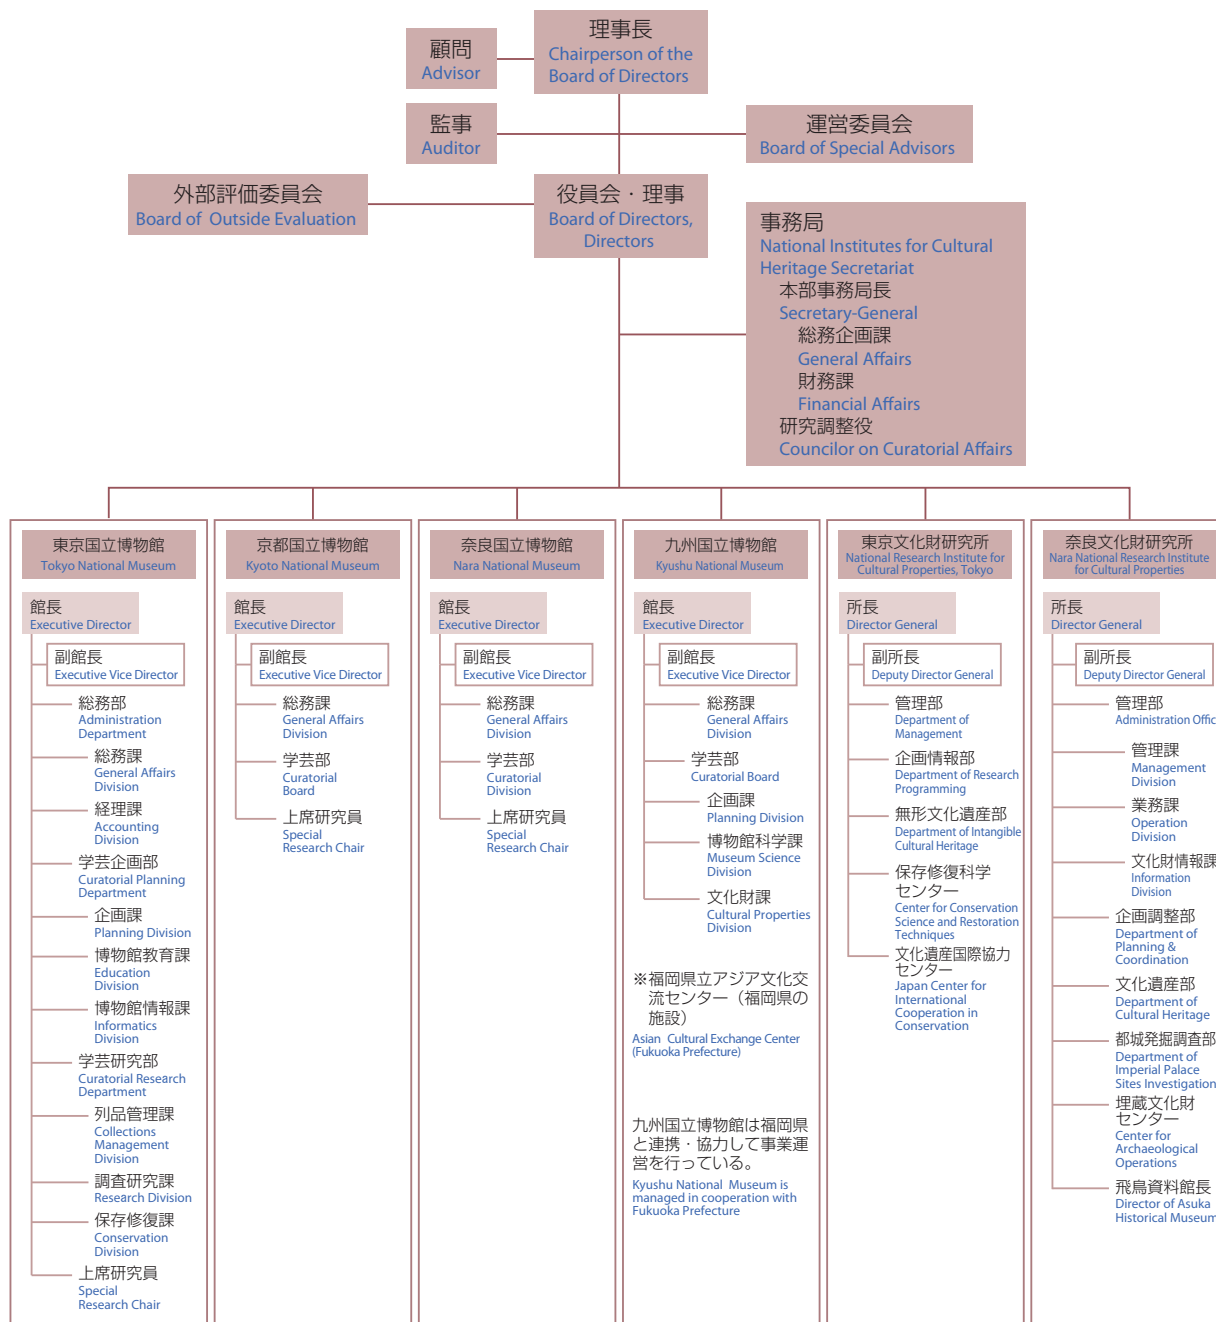 理事長
Chairperson of the
Board of Directors
顧問
Advisor
監事
Auditor
運営委員会
Board of Special Advisors
外部評価委員会
Board of Outside Evaluation
役員会・理事
Board of Directors,
Directors
事務局
National Institutes for Cultural
Heritage Secretariat
本部事務局長
Secretary-General
総務企画課
General Affairs
財務課
Financial Affairs
研究調整役
Councilor on Curatorial Affairs
東京国立博物館
Tokyo National Museum
館長
Executive Director
副館長
Executive Vice Director
総務部
Administration
Department
総務課
General Affairs
Division
経理課
Accounting
Division
学芸企画部
Curatorial Planning
Department
企画課
Planning Division
博物館教育課
Education
Division
博物館情報課
Informatics
Division
学芸研究部
Curatorial Research
Department
列品管理課
Collections
Management
Division
調査研究課
Research Division
保存修復課
Conservation
Division
上席研究員
Special
Research Chair
京都国立博物館
Kyoto National Museum
館長
Executive Director
副館長
Executive Vice Director
総務課
General Affairs
Division
学芸部
Curatorial
Board
上席研究員
Special
Research Chair
奈良国立博物館
Nara National Museum
館長
Executive Director
副館長
Executive Vice Director
総務課
General Affairs
Division
学芸部
Curatorial
Division
上席研究員
Special
Research Chair
九州国立博物館
Kyushu National Museum
館長
Executive Director
副館長
Executive Vice Director
総務課
General Affairs
Division
学芸部
Curatorial Board
企画課
Planning Division
博物館科学課
Museum Science
Division
文化財課
Cultural Properties
Division
※福岡県立アジア文化交
流センター（福岡県の
施設）
Asian Cultural Exchange Center
(Fukuoka Prefecture)
九州国立博物館は福岡県
と連携・協力して事業運
営を行っている。
Kyushu National Museum is
managed in cooperation with
Fukuoka Prefecture
東京文化財研究所
National Research Institute for
Cultural Properties, Tokyo
所長
Director General
副所長
Deputy Director General
管理部
Department of
Management
企画情報部
Department of Research
Programming
無形文化遺産部
Department of Intangible
Cultural Heritage
保存修復科学
センター
Center for Conservation
Science and Restoration
Techniques
文化遺産国際協力
センター
Japan Center for
International
Cooperation in
Conservation
奈良文化財研究所
Nara National Research Institute
for Cultural Properties
所長
Director General
副所長
Deputy Director General
管理部
Administration Offic
管理課
Management
Division
業務課
Operation
Division
文化財情報課
Information
Division
企画調整部
Department of
Planning &
Coordination
文化遺産部
Department of
Cultural Heritage
都城発掘調査部
Department of
Imperial Palace
Sites Investigation
埋蔵文化財
センター
Center for
Archaeological
Operations
飛鳥資料館長
Director of Asuka
Historical Museum